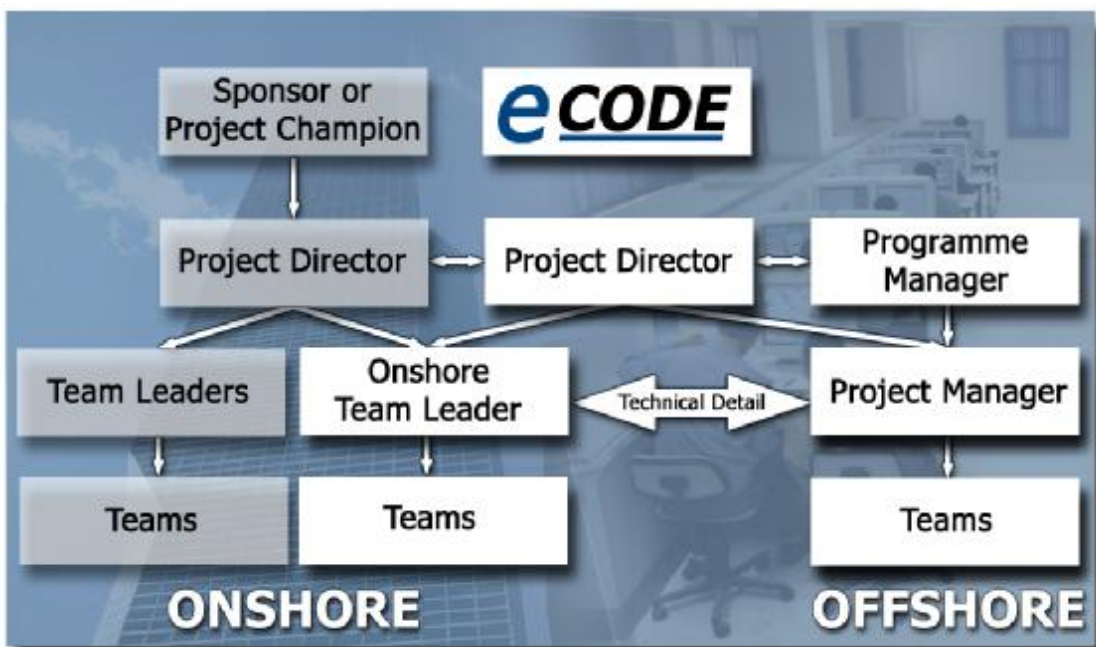 Sponsor or
Project Champion
eCODE
Project Director
Project Director
Programme
Manager
Team Leaders
Onshore
Team Leader
Technical Detail
Project Manager
Teams
Teams
Teams
ONSHORE
OFFSHORE